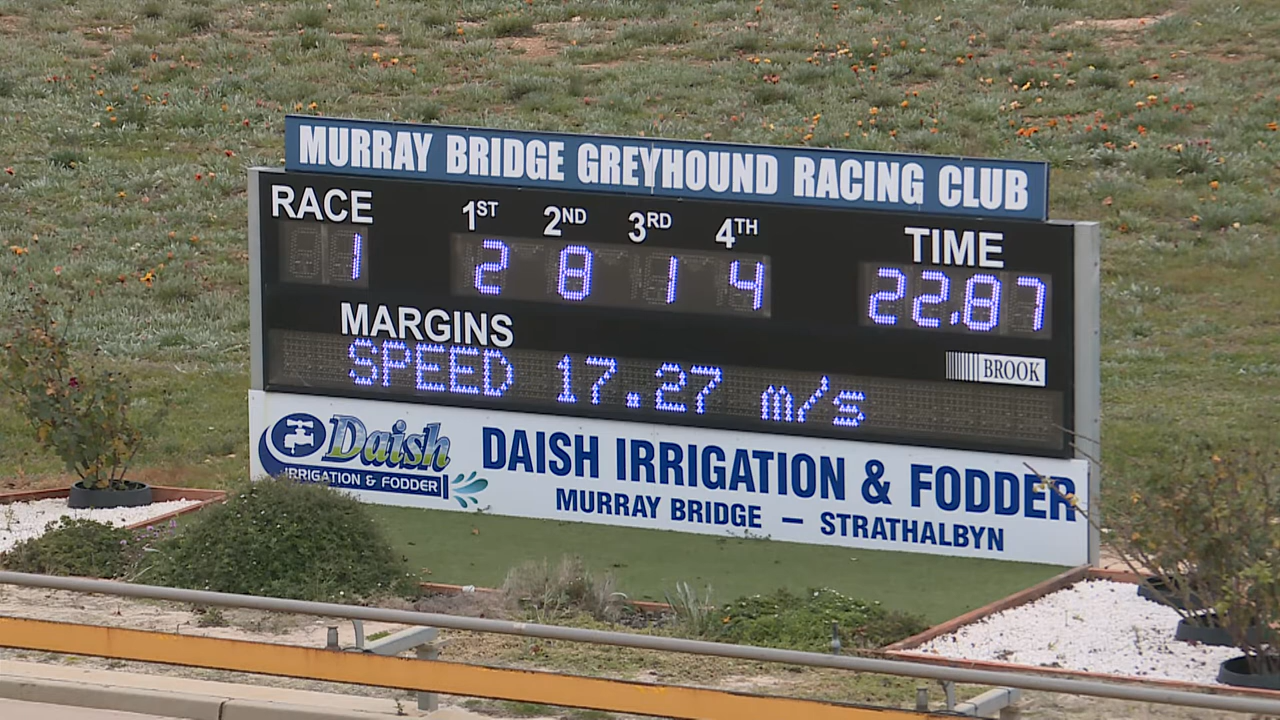 MURRAY BRIDGE GREYHOUND RACING CLUB
RACE 1ST 2ND 3RD 4TH TIME
1 2 8 1 4 22.87
MARGINS
BROOK
SPEED 17.27 m/s
Daish
IRRIGATION & FODDER
DAISH IRRIGATION & FODDER
MURRAY BRIDGE – STRATHALBYN